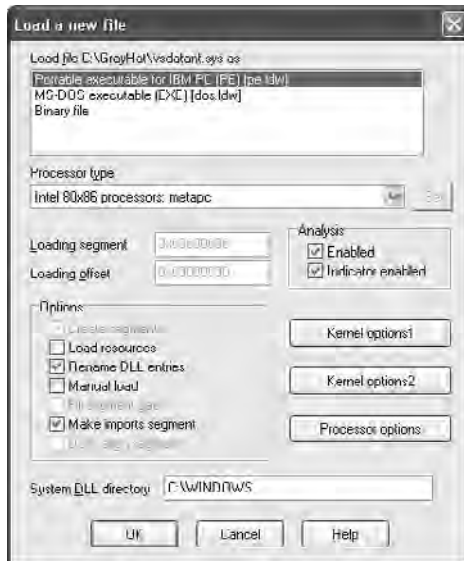 Load a new file
Load file C:\GrayHat\vsdatant.sys as
Portable executable for IBM PC (PE) [pe.ldw]
MS-DOS executable (EXE) [dos.ldw]
Binary file
Processor type
Intel 80x86 processors: metapc
Set
Loading segment
Loading offset
Analysis
Enabled
Indicator enabled
Options
Create segments
Load resources
Rename DLL entries
Manual load
Fill segment gaps
Make imports segment
Kernel options1
Kernel options2
Processor options
System DLL directory C:\WINDOWS
OK Cancel Help